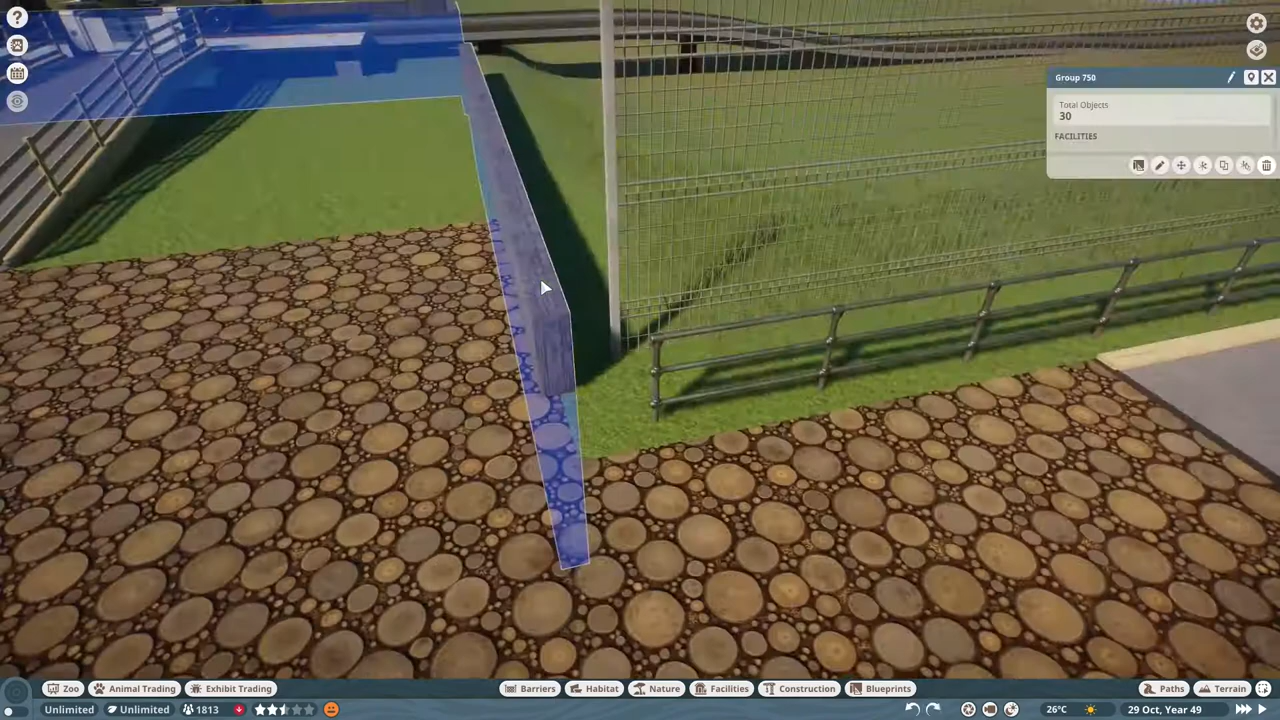 ?
Group 750
Total Objects
30
FACILITIES
Zoo
Animal Trading
Exhibit Trading
Barriers
Habitat
Nature
Facilities
Construction
Blueprints
Paths
Terrain
Unlimited
Unlimited
1813
26°C
29 Oct, Year 49